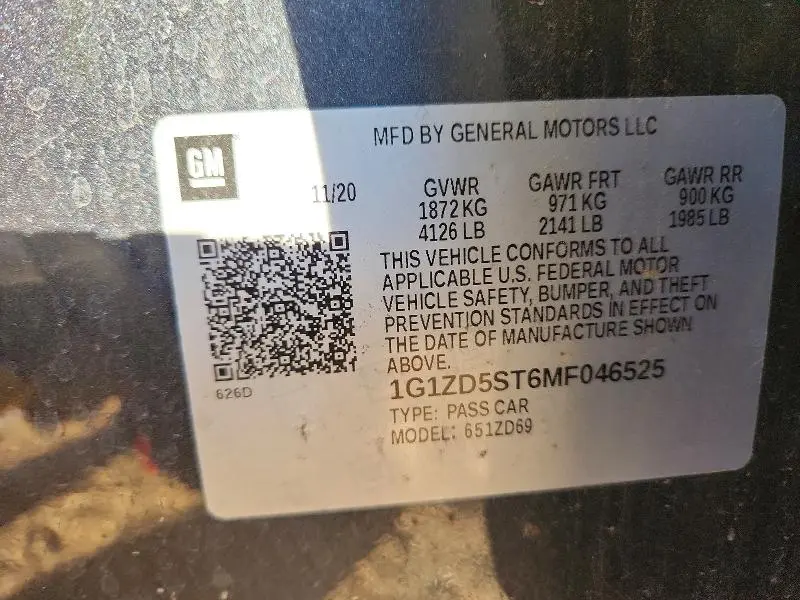 MFD BY GENERAL MOTORS LLC
GM
11/20
GVWR GAWR FRT GAWR RR
1872 KG 971 KG 900 KG
4126 LB 2141 LB 1985 LB
THIS VEHICLE CONFORMS TO ALL
APPLICABLE U.S. FEDERAL MOTOR
VEHICLE SAFETY, BUMPER, AND THEFT
PREVENTION STANDARDS IN EFFECT ON
THE DATE OF MANUFACTURE SHOWN
ABOVE.
626D
1G1ZD5ST6MF046525
TYPE: PASS CAR
MODEL: 651ZD69